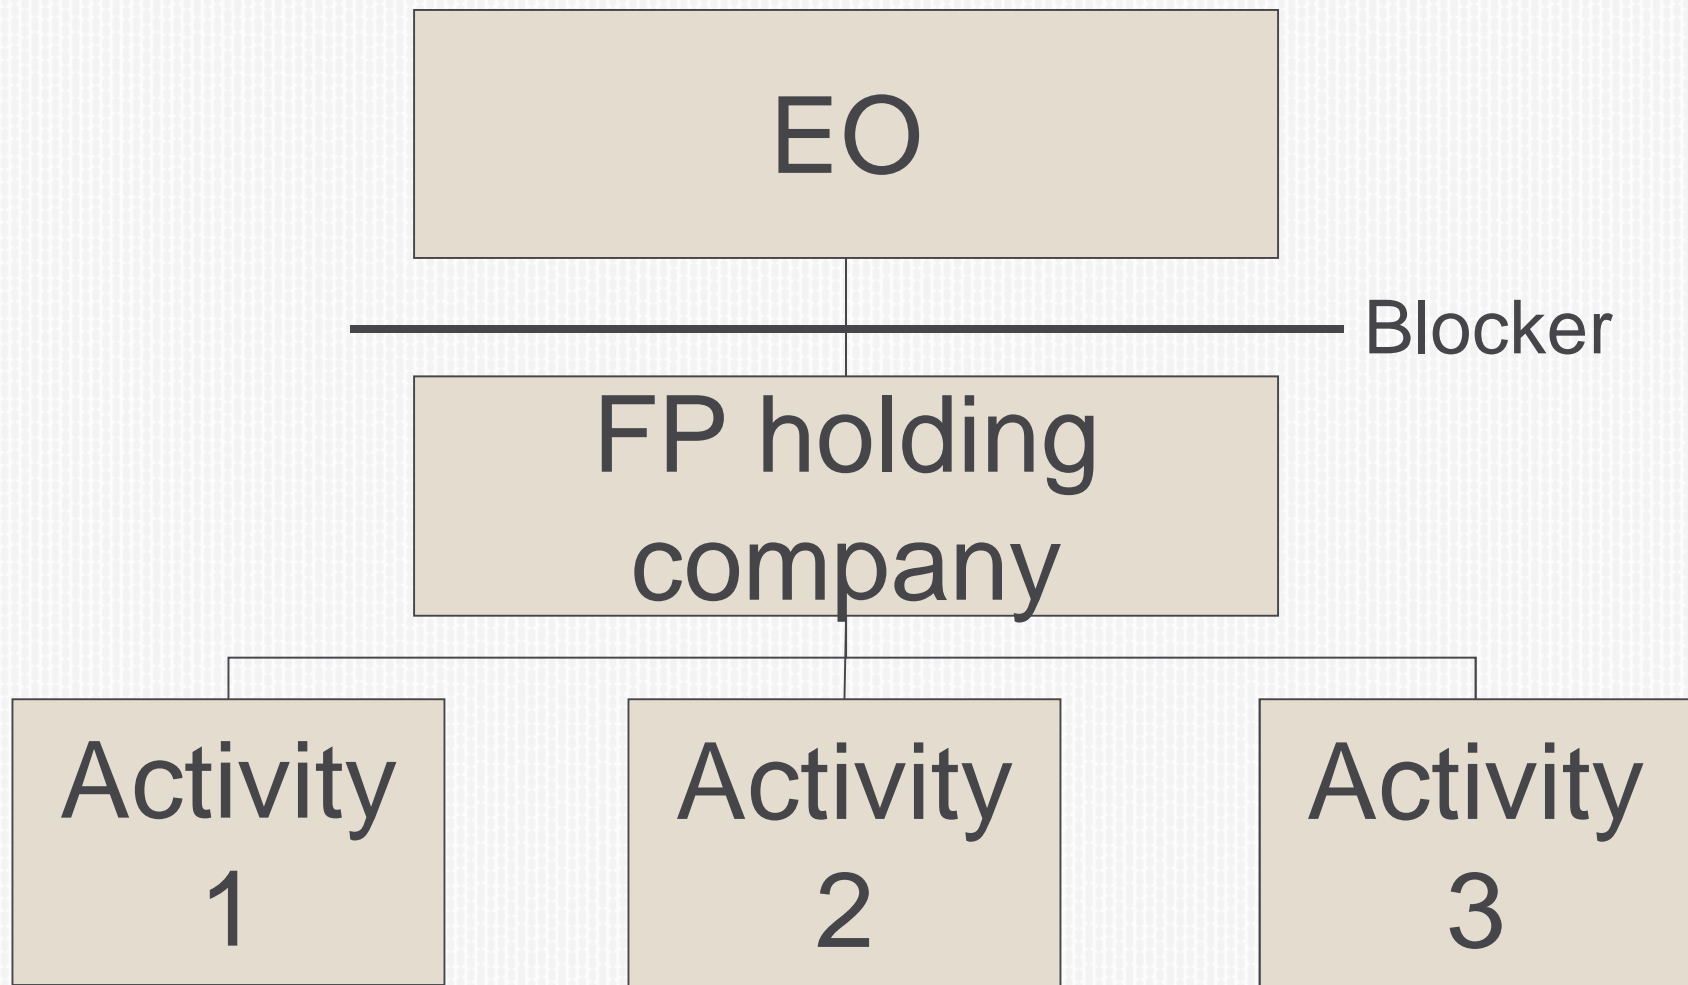 EO
Blocker
FP holding
company
Activity
1
Activity
2
Activity
3